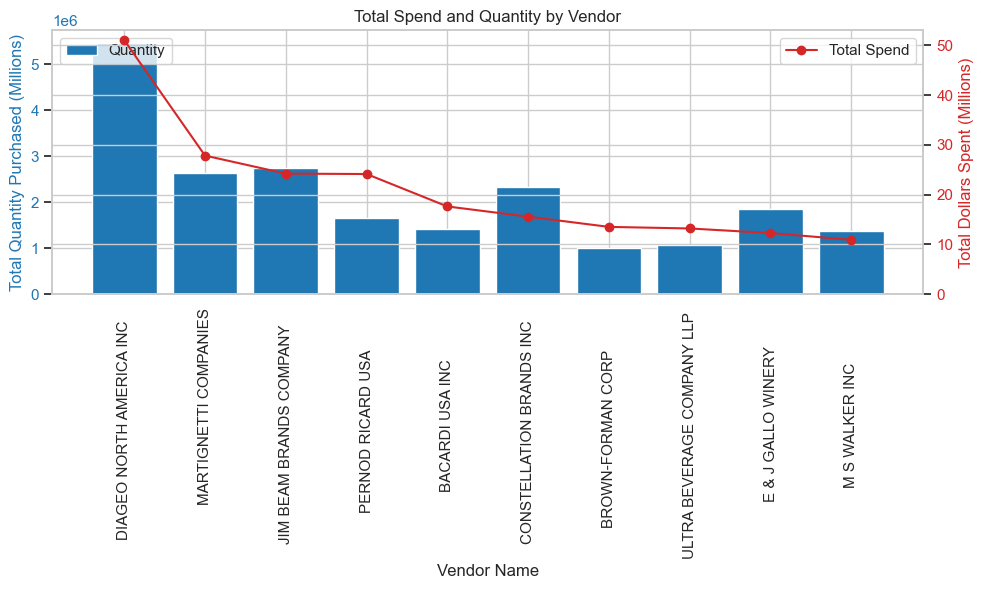 Total Spend and Quantity by Vendor
1e6
Quantity
Total Spend
Total Quantity Purchased (Millions)
5
4
3
2
1
0
50
40
30
20
10
0
Total Dollars Spent (Millions)
DIAGEO NORTH AMERICA INC
MARTIGNETTI COMPANIES
JIM BEAM BRANDS COMPANY
PERNOD RICARD USA
BACARDI USA INC
CONSTELLATION BRANDS INC
BROWN-FORMAN CORP
ULTRA BEVERAGE COMPANY LLP
E & J GALLO WINERY
M S WALKER INC
Vendor Name